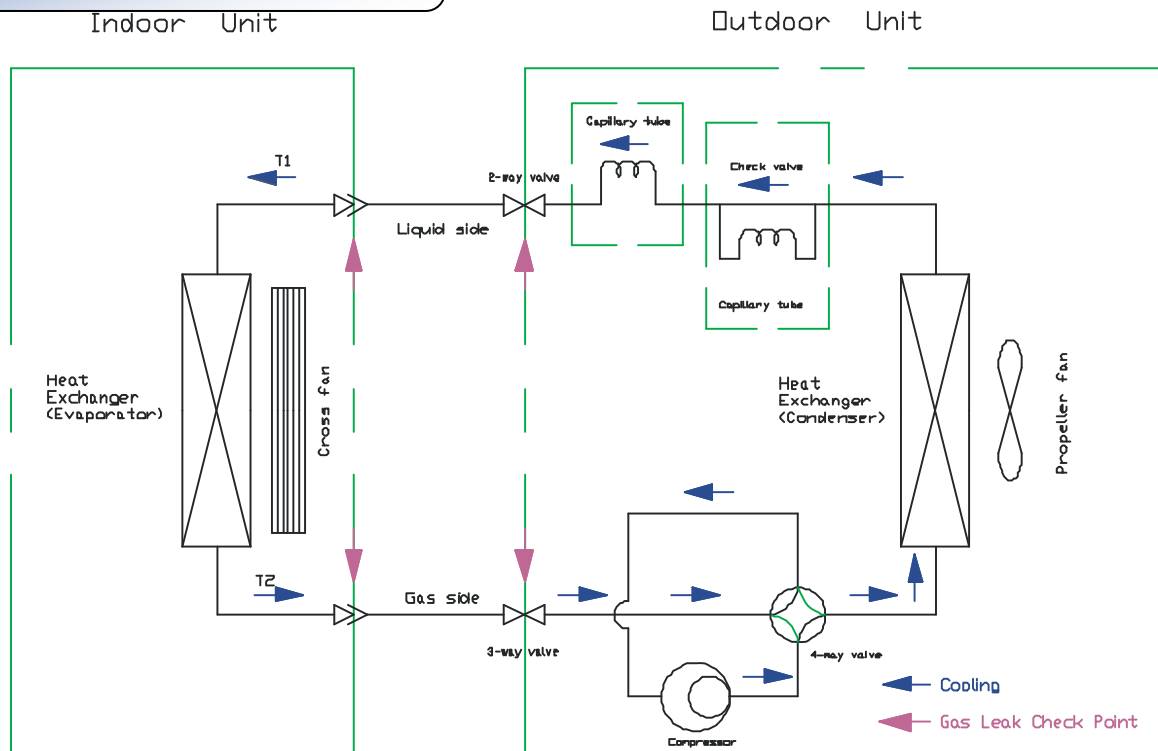 Indoor Unit
Outdoor Unit
Capillary tube
T1
Check valve
2-way valve
Liquid side
Capillary tube
Heat
Exchanger
(Evaporator)
Cross fan
Heat
Exchanger
(Condenser)
Propeller fan
T2
Gas side
3-way valve
4-way valve
Cooling
Gas Leak Check Point
Compressor